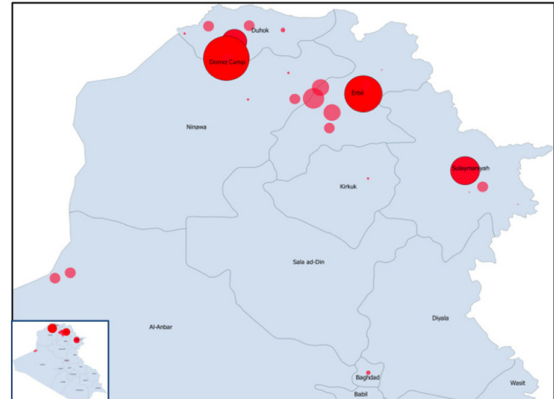 Duhok
Domiz Camp
Erbil
Ninawa
Sulaymaniyah
Kirkuk
Sala ad-Din
Al-Anbar
Diyala
Baghdad
Babil
Wasit